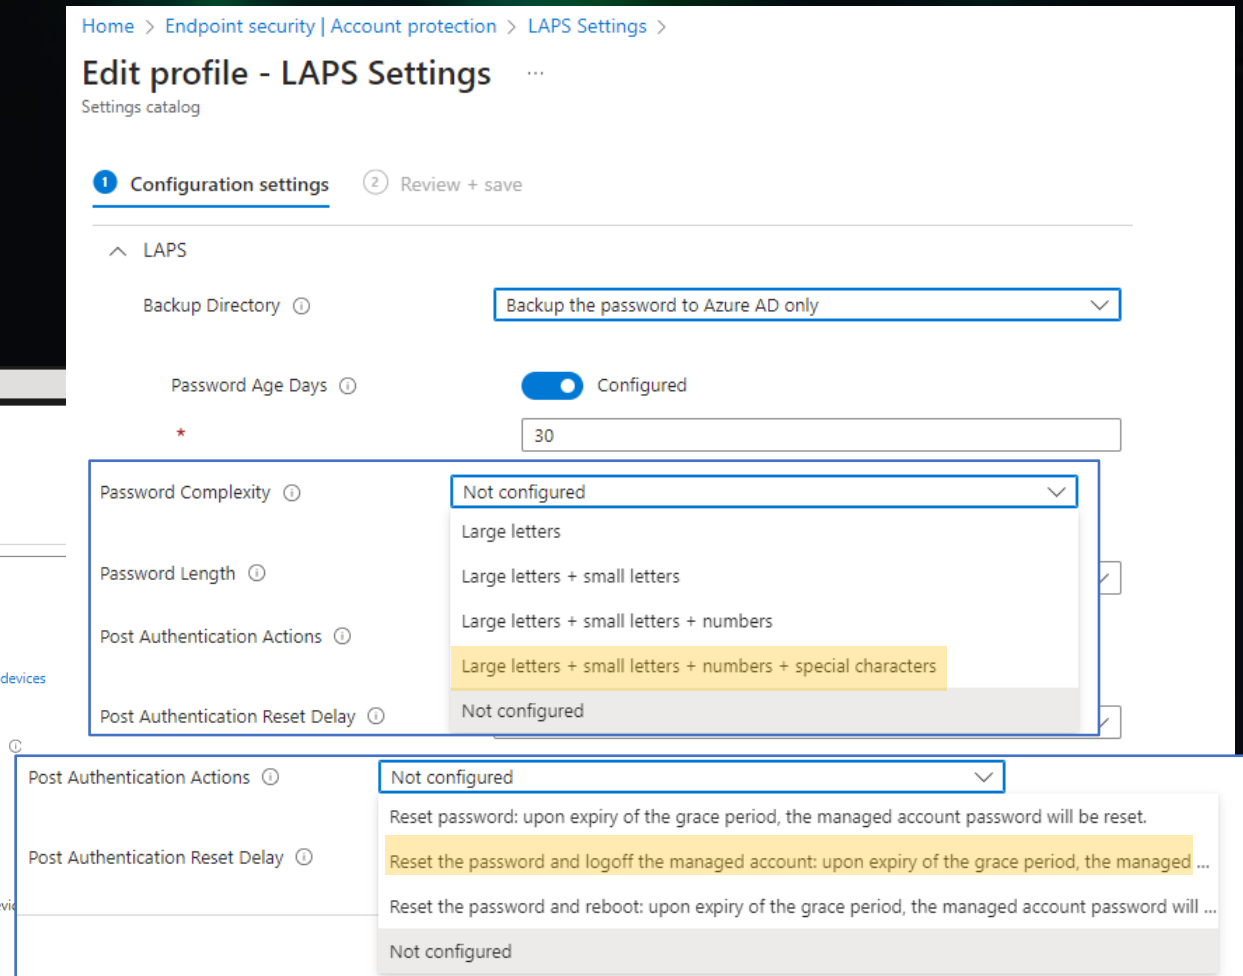 Home > Endpoint security | Account protection > LAPS Settings >
Edit profile - LAPS Settings ...
Settings catalog
1 Configuration settings 2 Review + save
LAPS
Backup Directory
Backup the password to Azure AD only
Password Age Days
Configured
*
30
Password Complexity
Not configured
Large letters
Large letters + small letters
Large letters + small letters + numbers
Large letters + small letters + numbers + special characters
Not configured
Password Length
Post Authentication Actions
Post Authentication Reset Delay
devices
Post Authentication Actions
Not configured
Reset password: upon expiry of the grace period, the managed account password will be reset.
Reset the password and logoff the managed account: upon expiry of the grace period, the managed ...
Reset the password and reboot: upon expiry of the grace period, the managed account password will ...
Not configured
Post Authentication Reset Delay